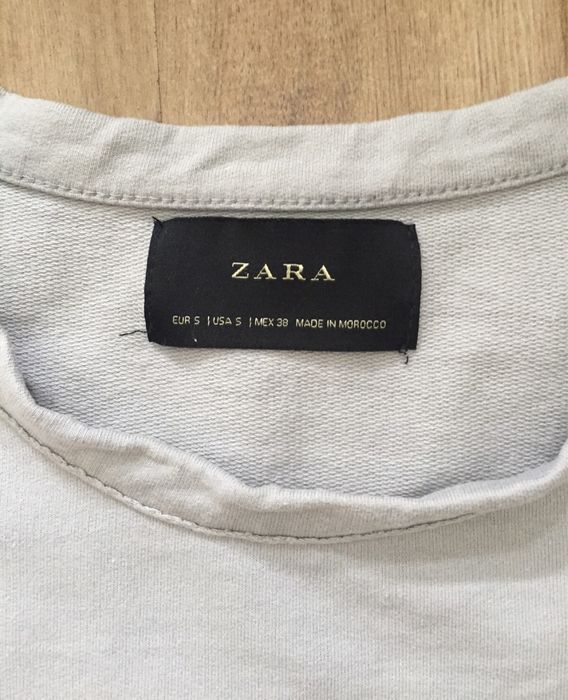 ZARA
EUR S | USA S | MEX 38 MADE IN MOROCCO